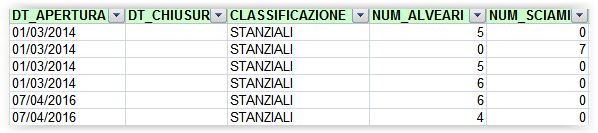 DT_APERTURA DT_CHIUSUR CLASSIFICAZIONE NUM_ALVEARI NUM_SCIAMI
01/03/2014 STANZIALI 5 0
01/03/2014 STANZIALI 0 7
01/03/2014 STANZIALI 5 0
01/03/2014 STANZIALI 6 0
07/04/2016 STANZIALI 6 0
07/04/2016 STANZIALI 4 0